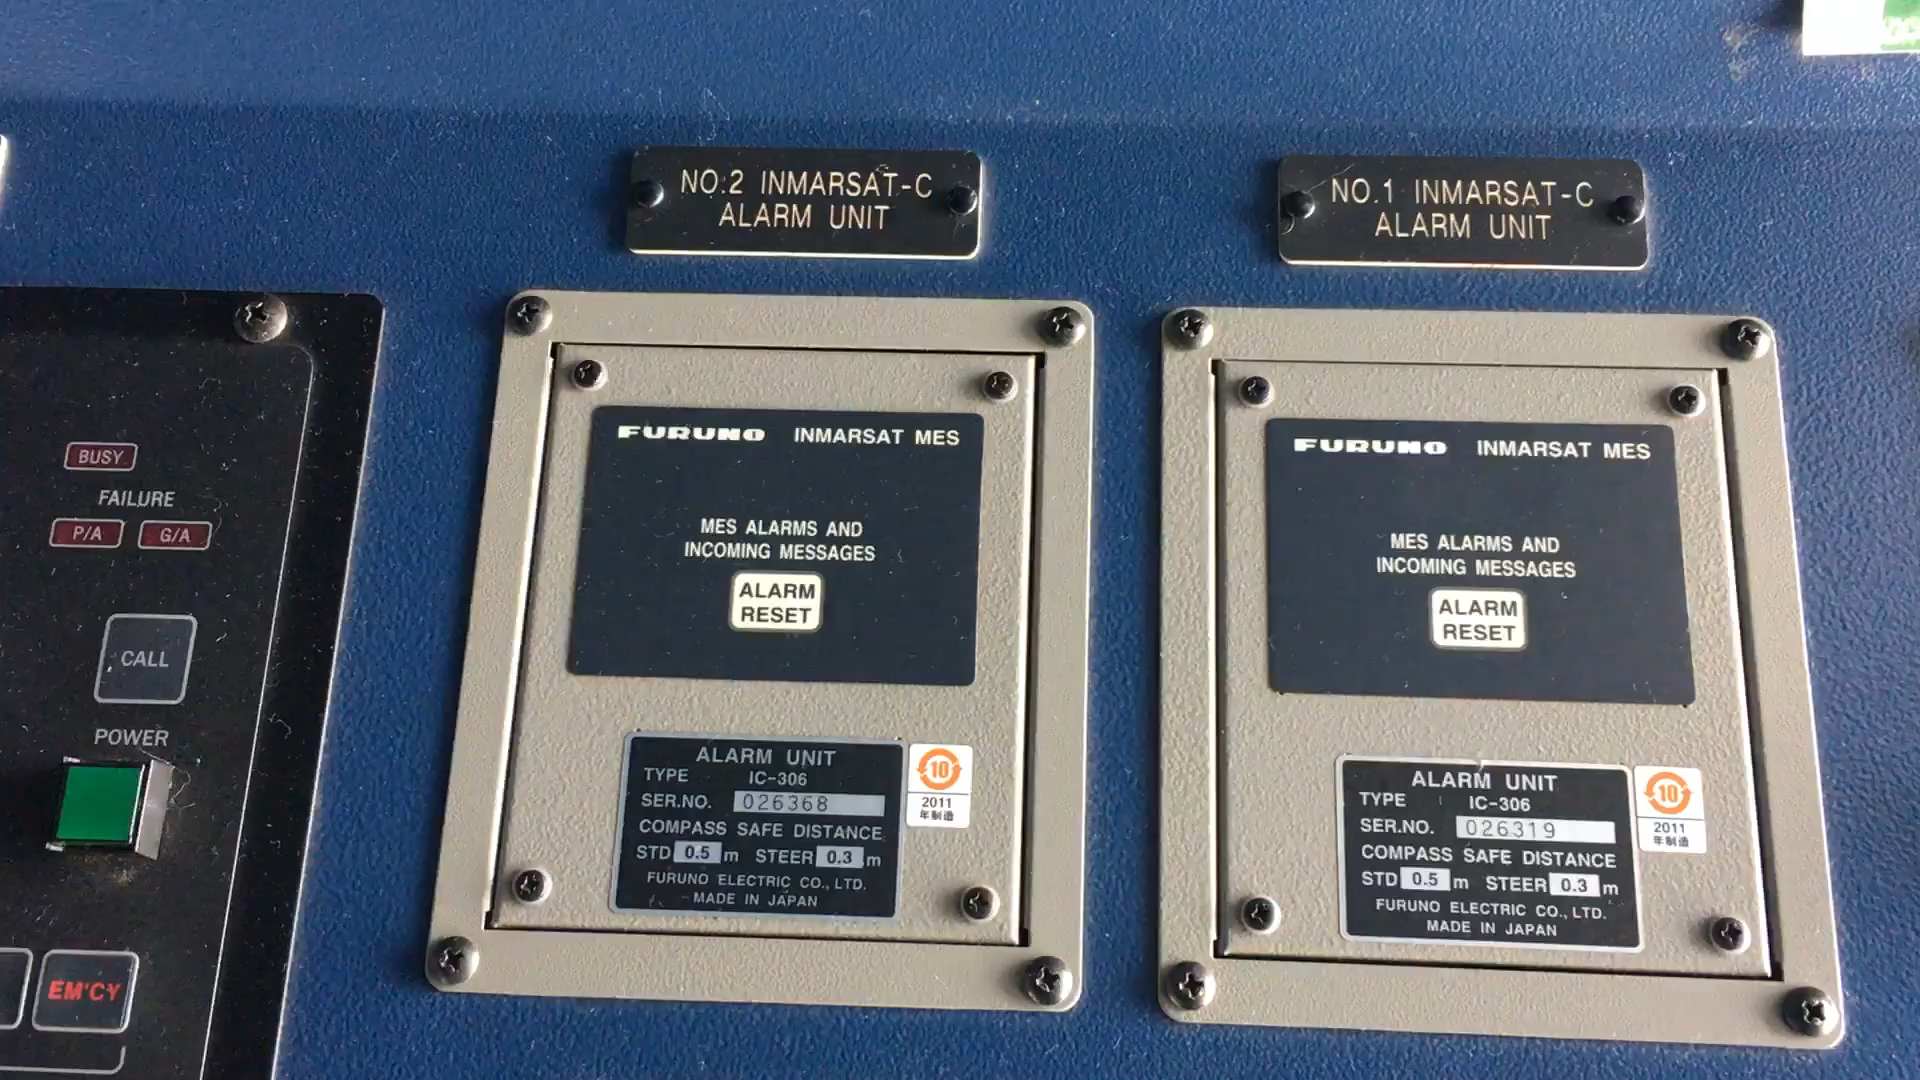 BUSY
FAILURE
P/A G/A
CALL
POWER
EM'CY
NO.2 INMARSAT-C
ALARM UNIT
FURUNO INMARSAT MES
MES ALARMS AND
INCOMING MESSAGES
ALARM
RESET
ALARM UNIT
TYPE IC-306
SER.NO. 026368
COMPASS SAFE DISTANCE
STD 0.5 m STEER 0.3 m
FURUNO ELECTRIC CO., LTD.
MADE IN JAPAN
10
2011
年制造
NO.1 INMARSAT-C
ALARM UNIT
FURUNO INMARSAT MES
MES ALARMS AND
INCOMING MESSAGES
ALARM
RESET
ALARM UNIT
TYPE IC-306
SER.NO. 026319
COMPASS SAFE DISTANCE
STD 0.5 m STEER 0.3 m
FURUNO ELECTRIC CO., LTD.
MADE IN JAPAN
10
2011
年制造